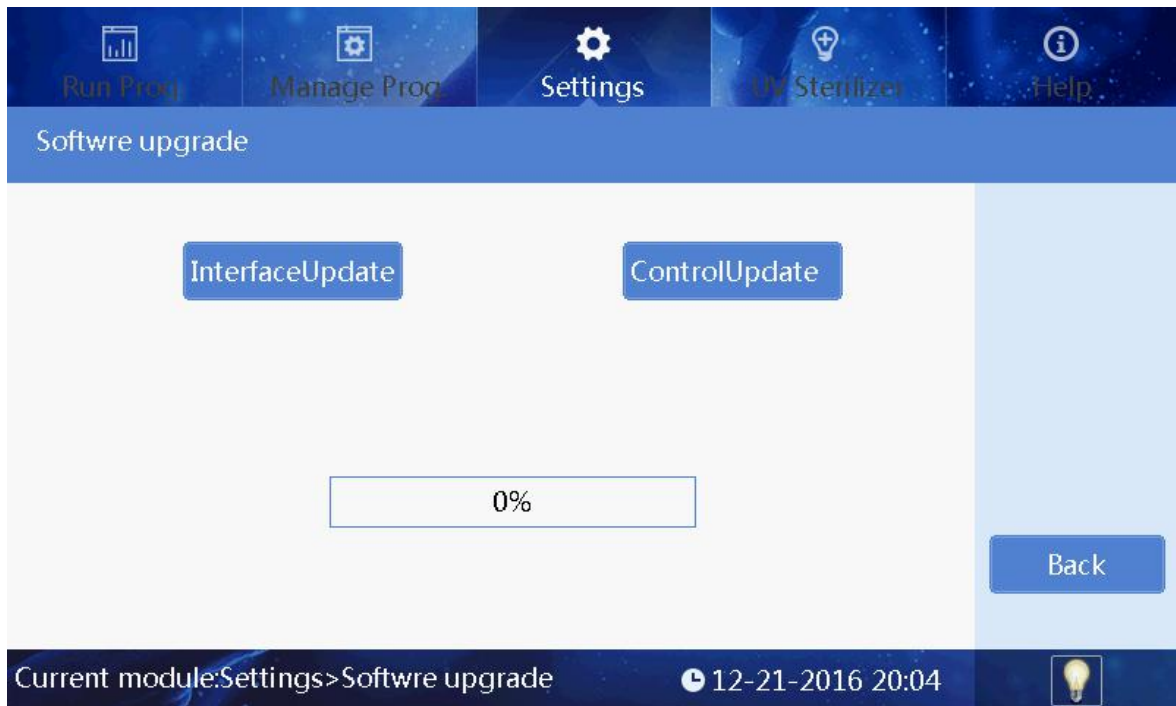 Run Prog.
Manage Prog.
Settings
UV Sterilizer
Help
Softwre upgrade
InterfaceUpdate
ControlUpdate
0%
Back
Current module:Settings>Softwre upgrade
12-21-2016 20:04